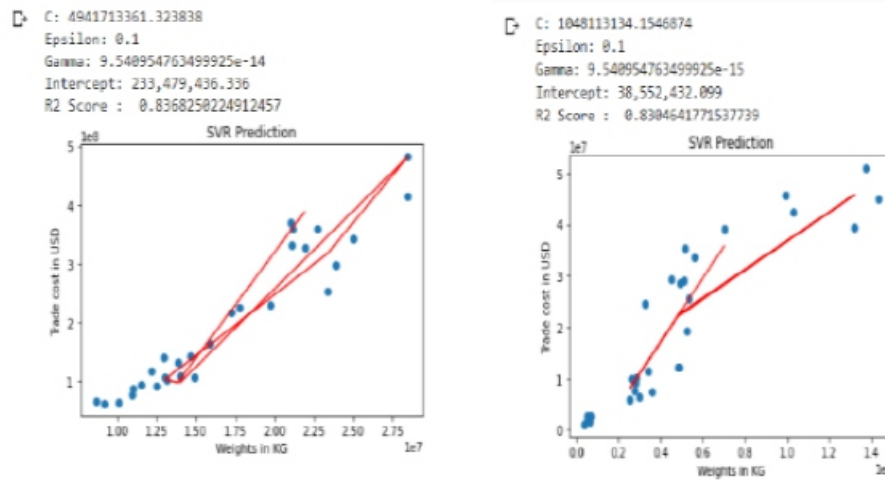 C: 4941713361.323838
Epsilon: 0.1
Gamma: 9.540954763499925e-14
Intercept: 233,479,436.336
R2 Score : 0.8368250224912457
SVR Prediction
1e8
5
4
3
2
1
Trade cost in USD
1.00 1.25 1.50 1.75 2.00 2.25 2.50 2.75
1e7
Weights in KG
C: 1048113134.1546874
Epsilon: 0.1
Gamma: 9.540954763499925e-15
Intercept: 38,552,432.099
R2 Score : 0.8304641771537739
SVR Prediction
1e7
5
4
3
2
1
0
Trade cost in USD
0.0 0.2 0.4 0.6 0.8 1.0 1.2 1.4
Weights in KG